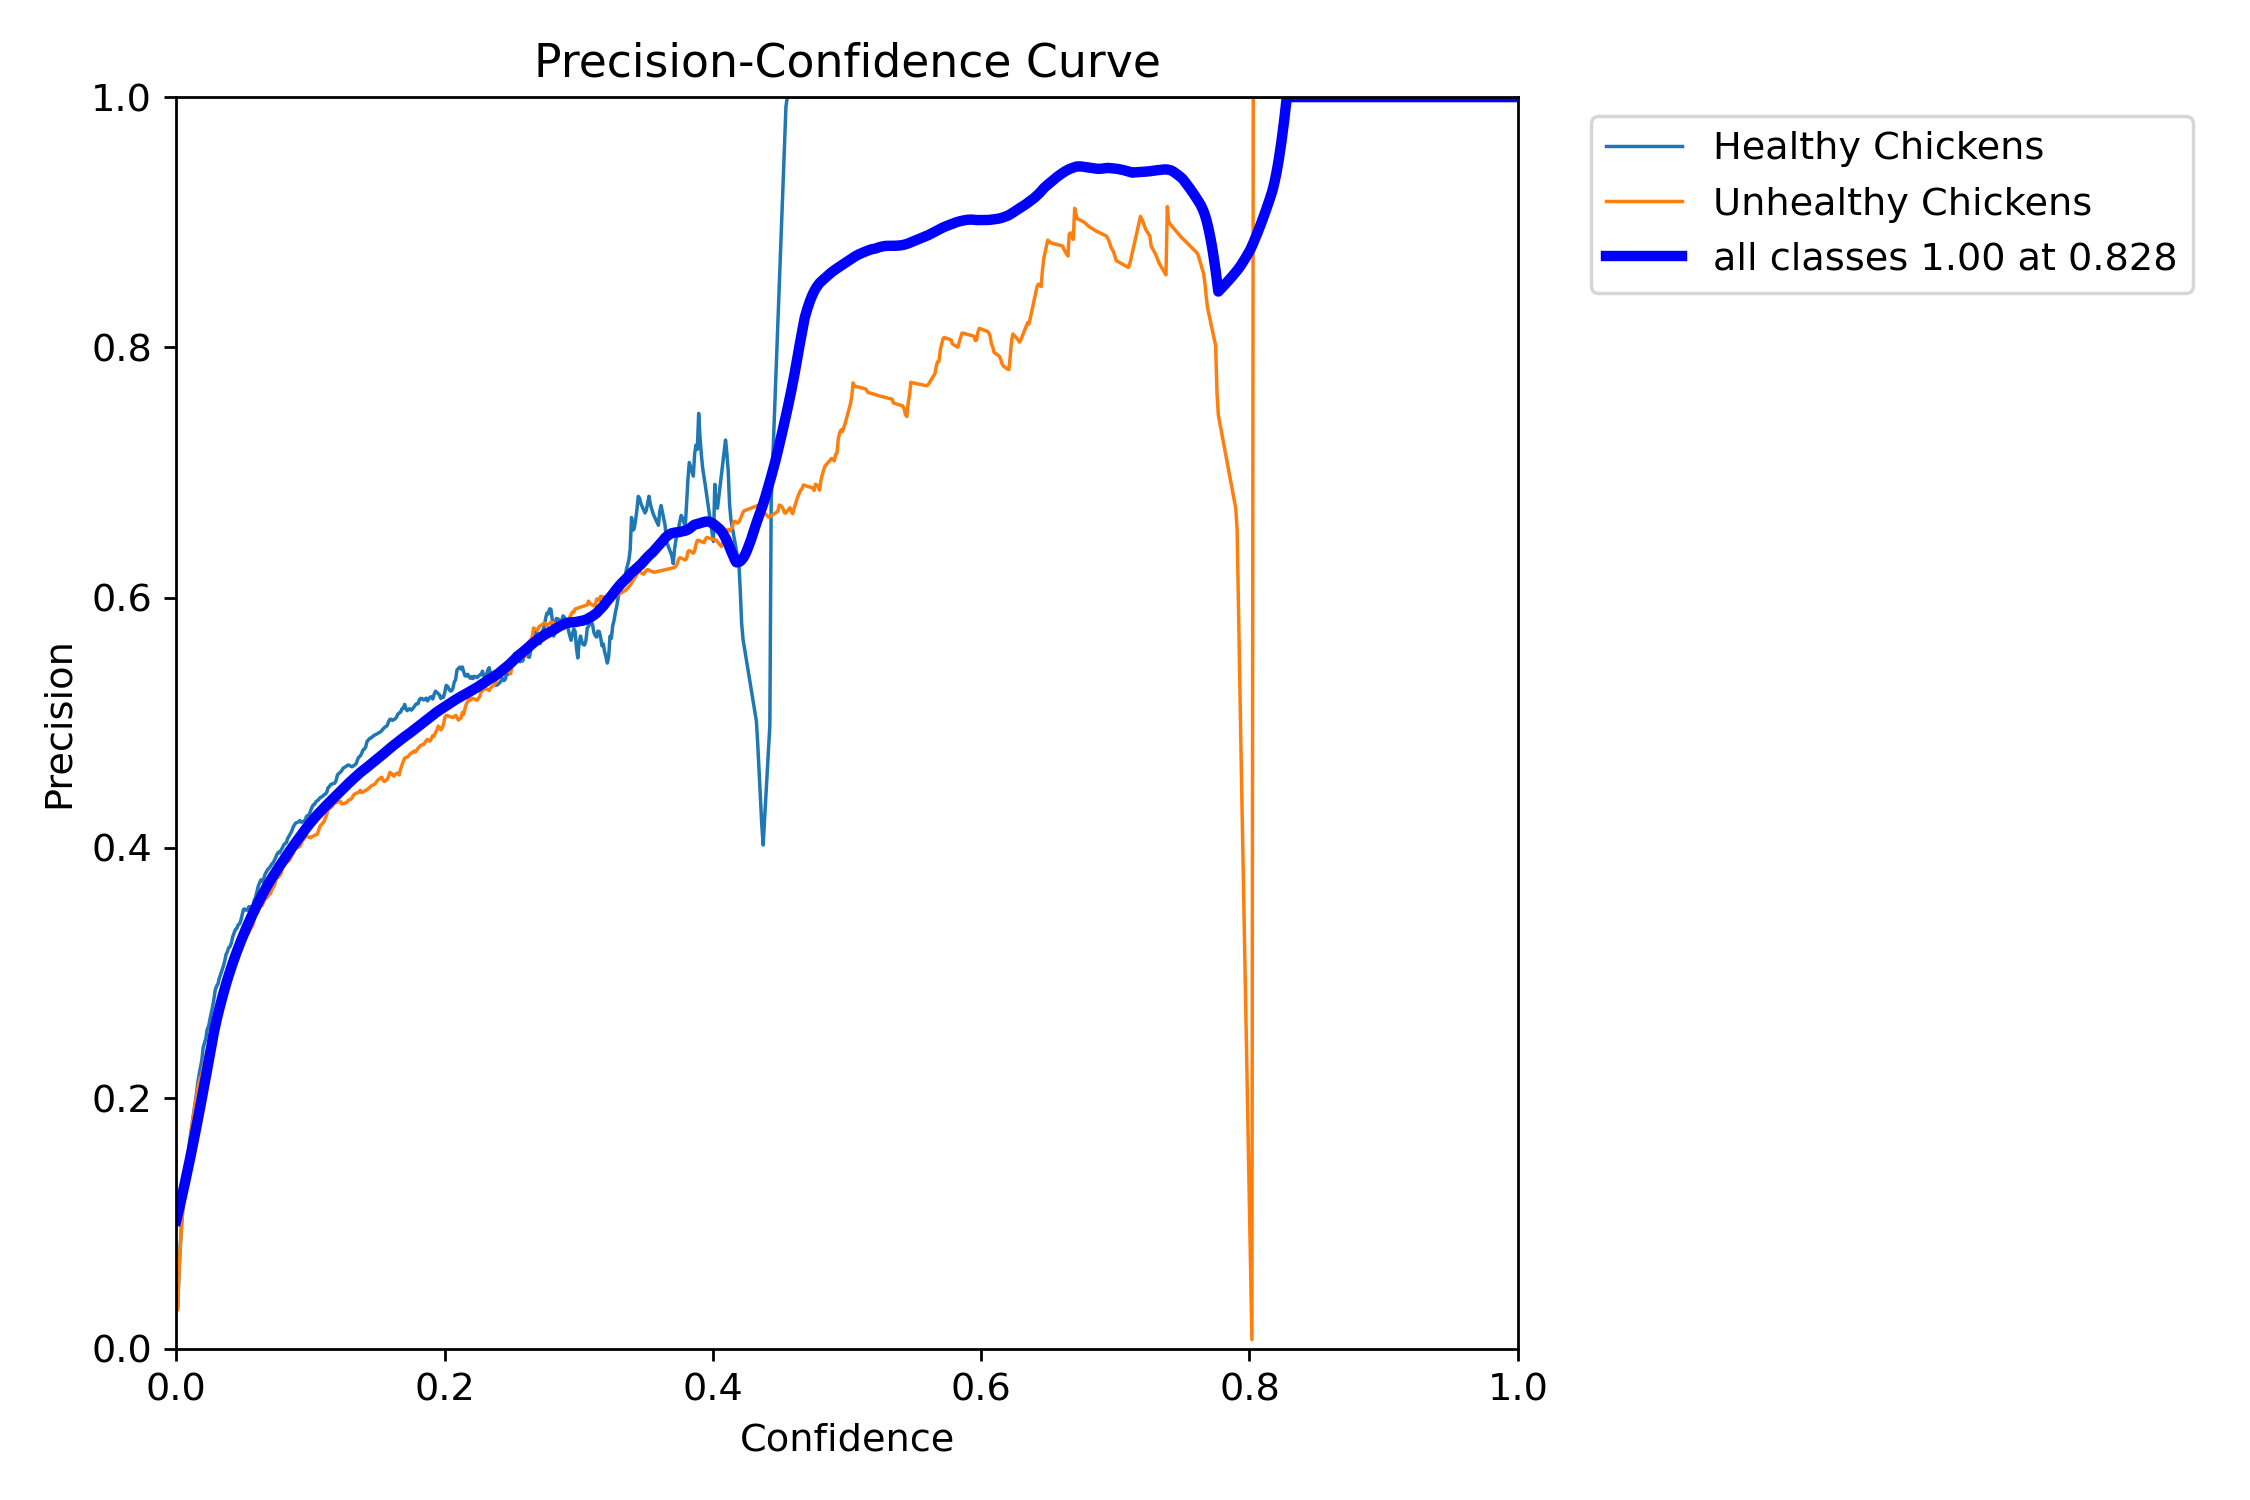 Precision-Confidence Curve
1.0
0.8
0.6
0.4
0.2
0.0
Precision
0.0 0.2 0.4 0.6 0.8 1.0
Confidence
Healthy Chickens
Unhealthy Chickens
all classes 1.00 at 0.828